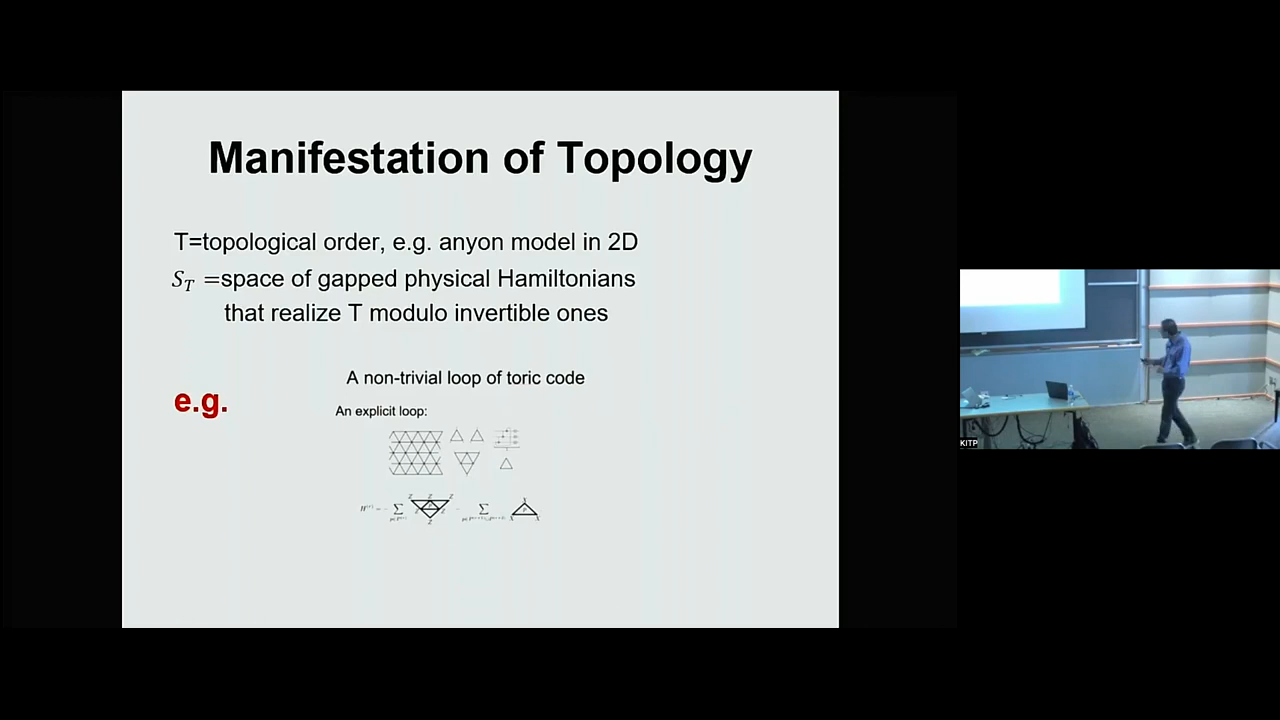 Manifestation of Topology
T=topological order, e.g. anyon model in 2D
S_T =space of gapped physical Hamiltonians
that realize T modulo invertible ones
e.g.
A non-trivial loop of toric code
An explicit loop:
KITP